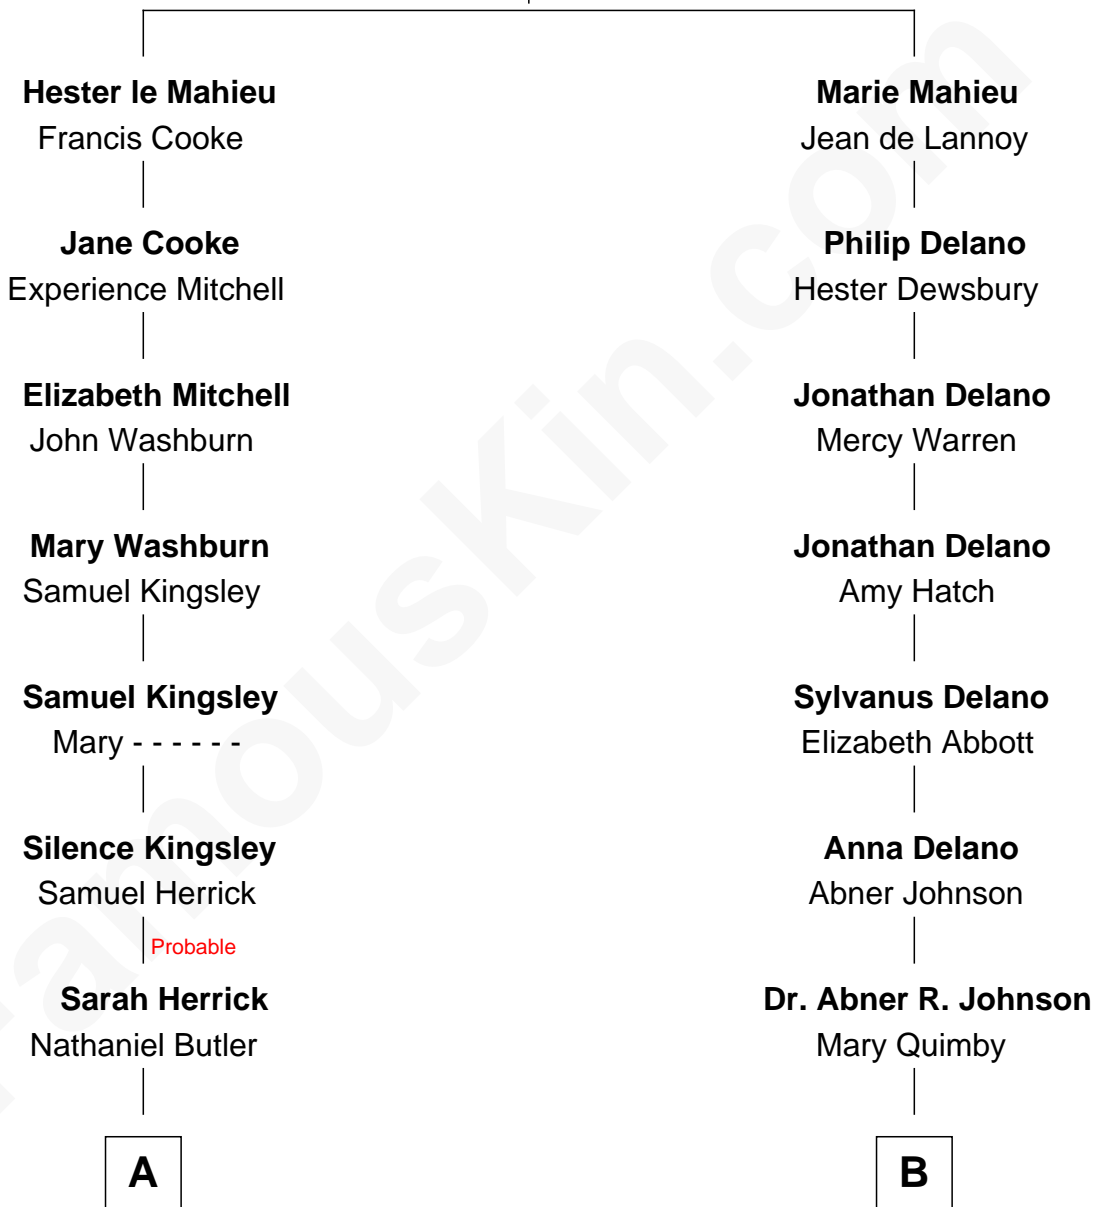 Hester le Mahieu
Francis Cooke
Jane Cooke
Experience Mitchell
Elizabeth Mitchell
John Washburn
Mary Washburn
Samuel Kingsley
Samuel Kingsley
Mary - - - - - -
Silence Kingsley
Samuel Herrick
Probable
Sarah Herrick
Nathaniel Butler
A
Marie Mahieu
Jean de Lannoy
Philip Delano
Hester Dewsbury
Jonathan Delano
Mercy Warren
Jonathan Delano
Amy Hatch
Sylvanus Delano
Elizabeth Abbott
Anna Delano
Abner Johnson
Dr. Abner R. Johnson
Mary Quimby
B
FamousKin.com